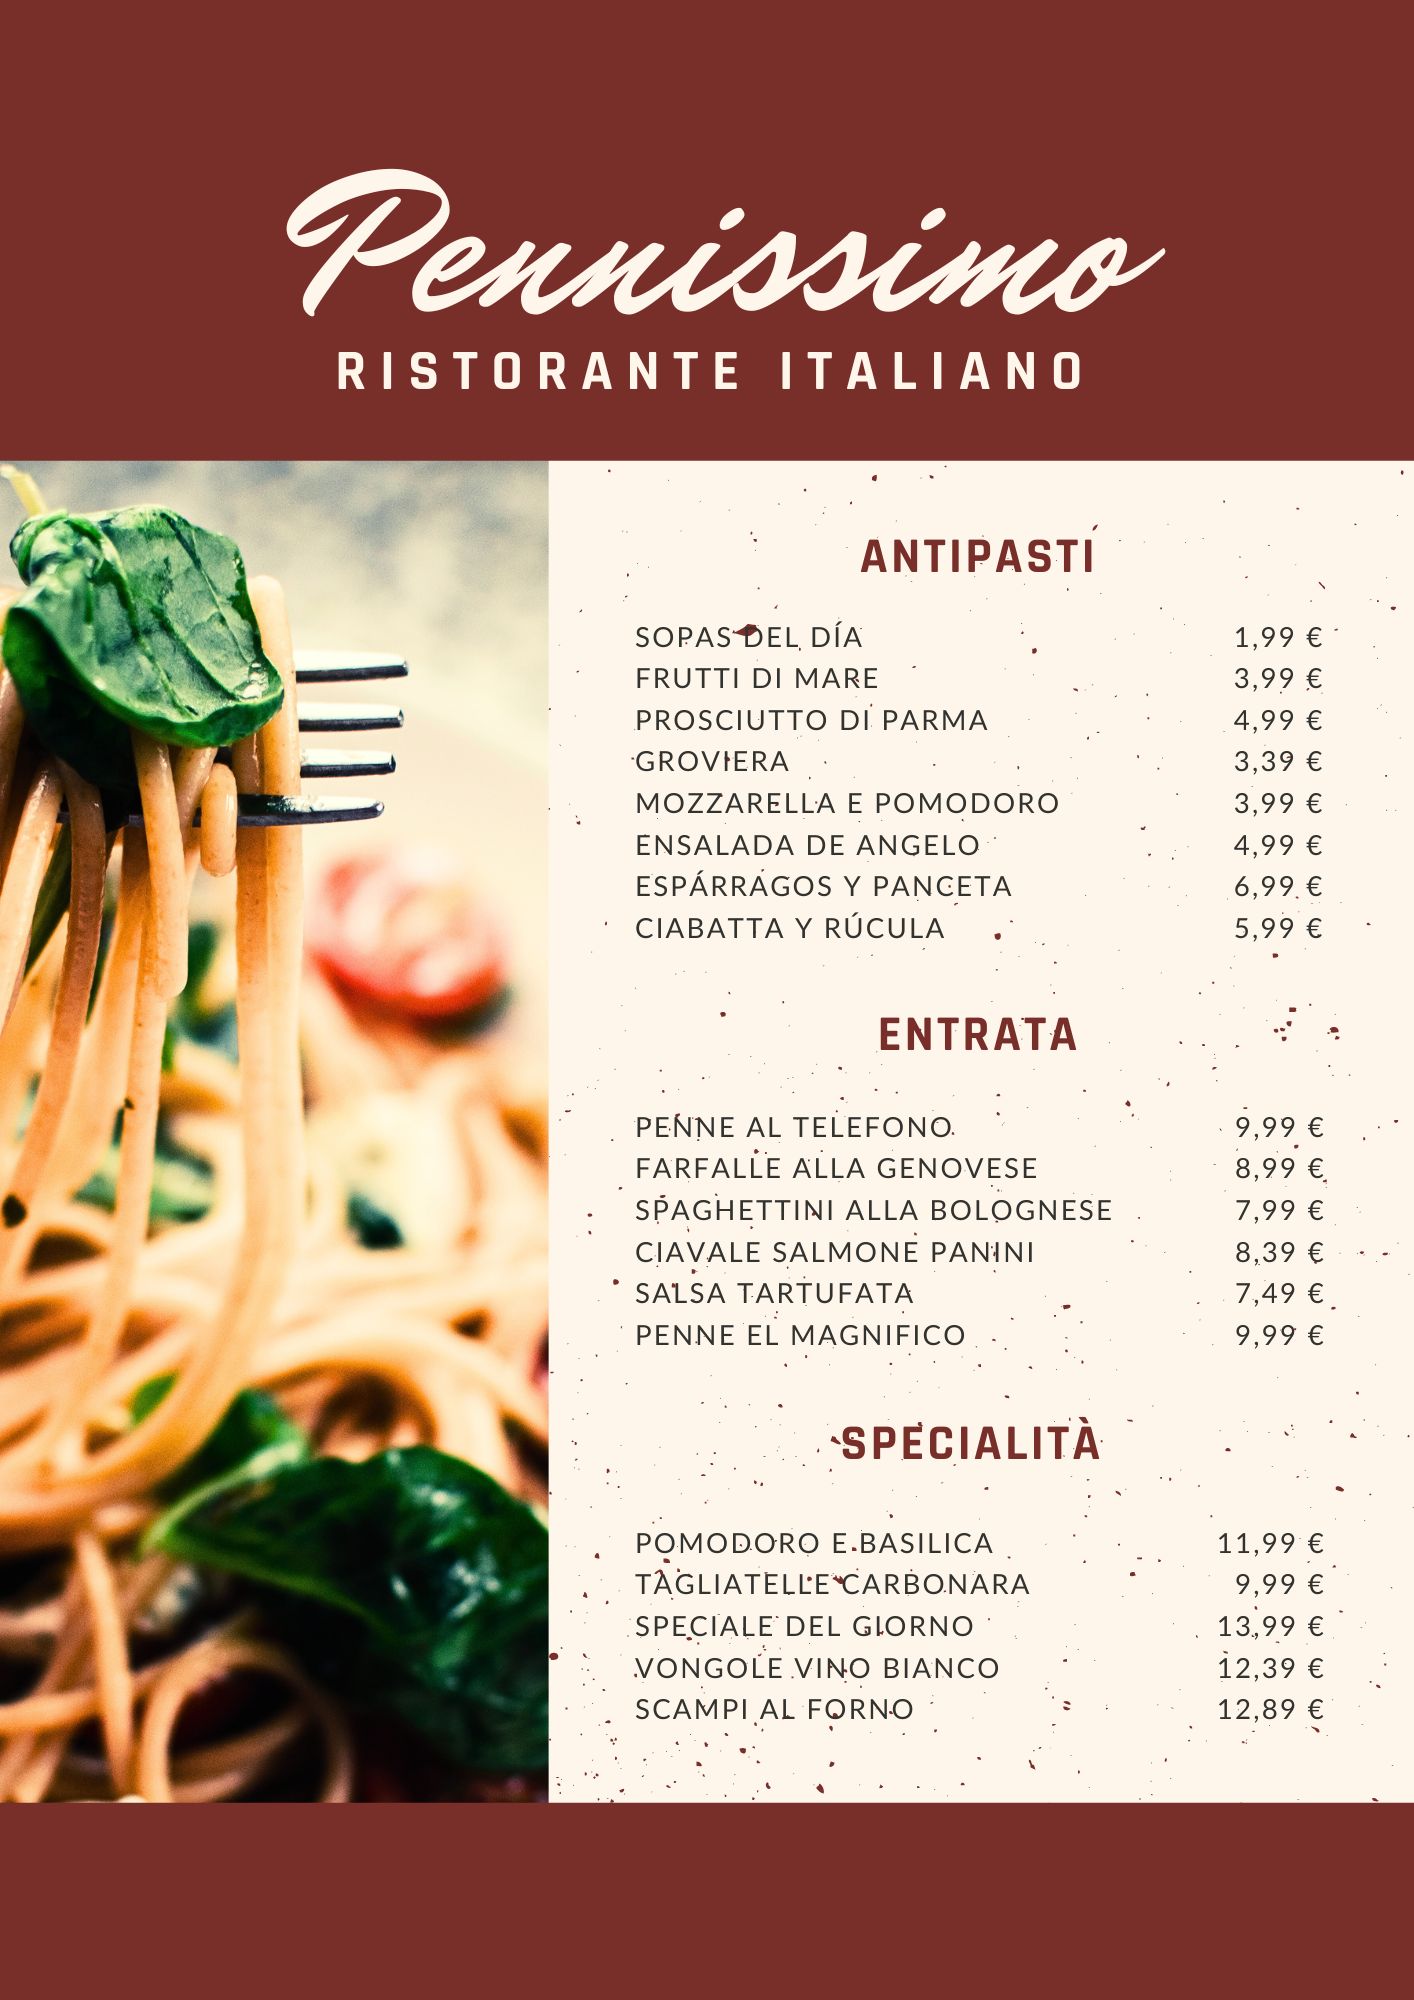 Pennissimo
RISTORANTE ITALIANO
ANTIPASTI
SOPAS DEL DÍA 1,99 €
FRUTTI DI MARE 3,99 €
PROSCIUTTO DI PARMA 4,99 €
GROVIERA 3,39 €
MOZZARELLA E POMODORO 3,99 €
ENSALADA DE ANGELO 4,99 €
ESPÁRRAGOS Y PANCETA 6,99 €
CIABATTA Y RÚCULA 5,99 €
ENTRATA
PENNE AL TELEFONO 9,99 €
FARFALLE ALLA GENOVESE 8,99 €
SPAGHETTINI ALLA BOLOGNESE 7,99 €
CIAVALE SALMONE PANINI 8,39 €
SALSA TARTUFATA 7,49 €
PENNE EL MAGNIFICO 9,99 €
SPECIALITÀ
POMODORO E BASILICA 11,99 €
TAGLIATELLE CARBONARA 9,99 €
SPECIALE DEL GIORNO 13,99 €
VONGOLE VINO BIANCO 12,39 €
SCAMPI AL FORNO 12,89 €